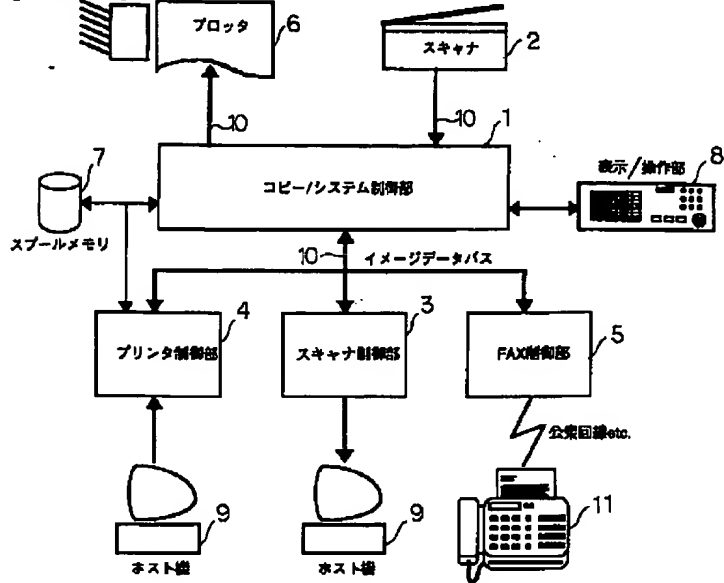 プロッタ
6
スキャナ
2
10
10
1
7
コピー/システム制御部
表示/操作部
8
スプールメモリ
10
イメージデータバス
4
プリンタ制御部
3
スキャナ制御部
FAX制御部
5
公衆回線etc.
9
ホスト機
9
ホスト機
11